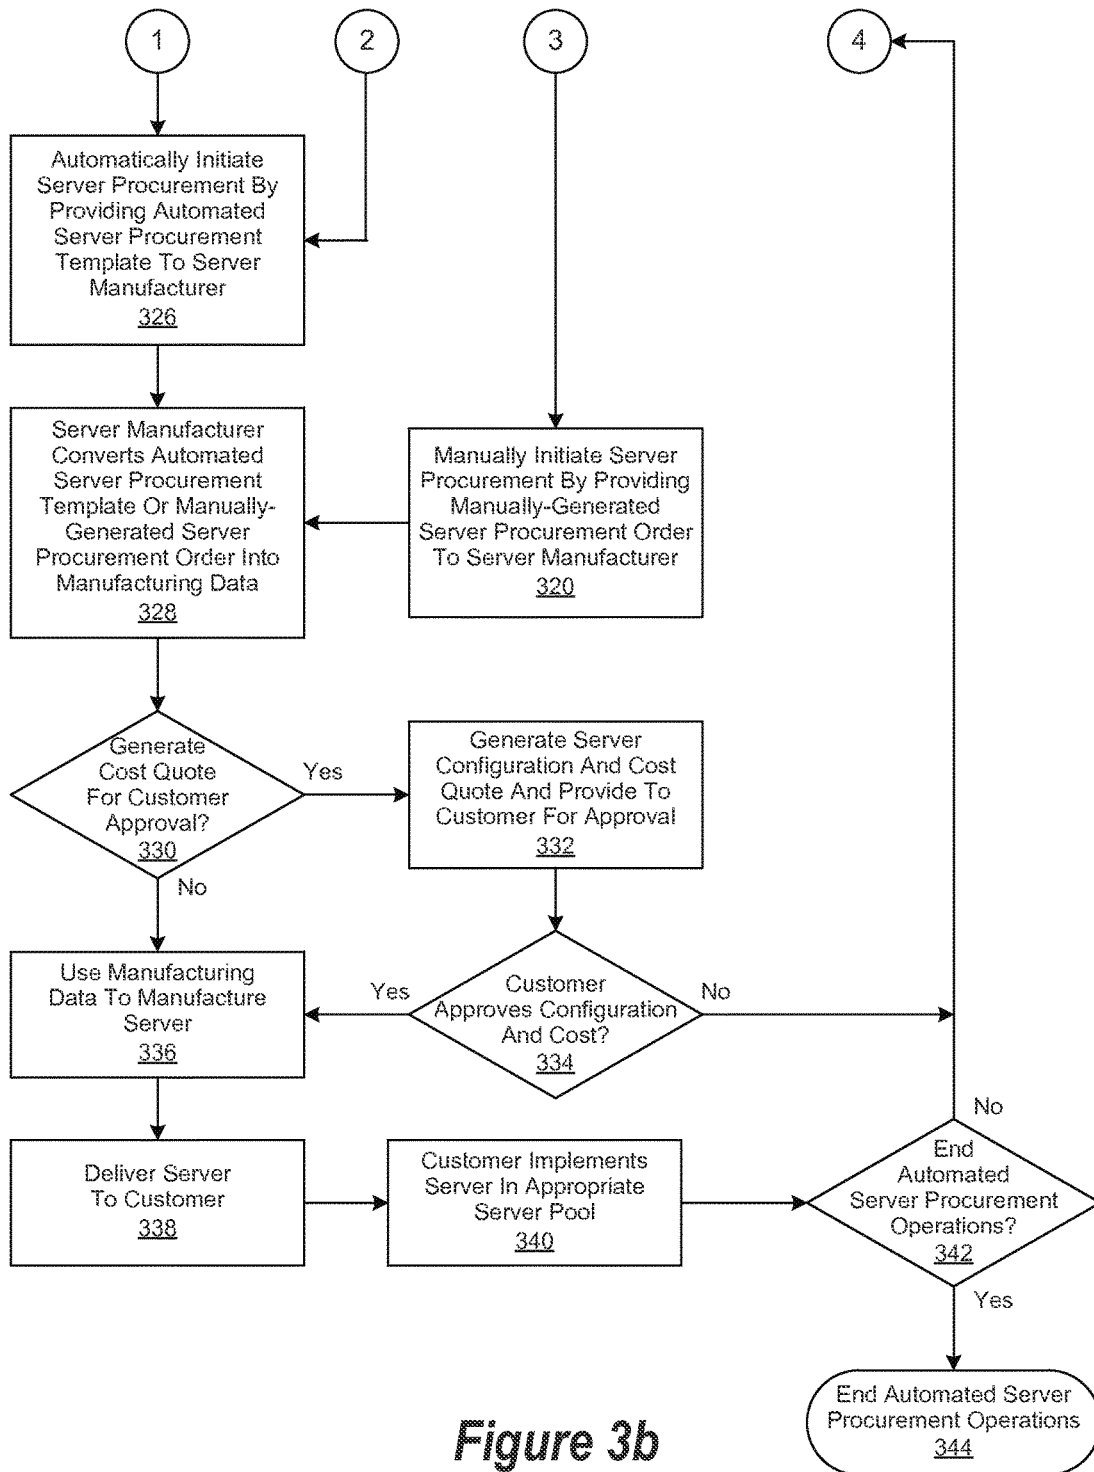 1
2
3
4
Automatically Initiate
Server Procurement By
Providing Automated
Server Procurement
Template To Server
Manufacturer
326
Server Manufacturer
Converts Automated
Server Procurement
Template Or Manually-
Generated Server
Procurement Order Into
Manufacturing Data
328
Manually Initiate Server
Procurement By Providing
Manually-Generated
Server Procurement Order
To Server Manufacturer
320
Generate
Cost Quote
For Customer
Approval?
330
Yes
No
Generate Server
Configuration And Cost
Quote And Provide To
Customer For Approval
332
Use Manufacturing
Data To Manufacture
Server
336
Yes
Customer
Approves Configuration
And Cost?
334
No
Deliver Server
To Customer
338
Customer Implements
Server In Appropriate
Server Pool
340
No
End
Automated
Server Procurement
Operations?
342
Yes
End Automated Server
Procurement Operations
344
Figure 3b